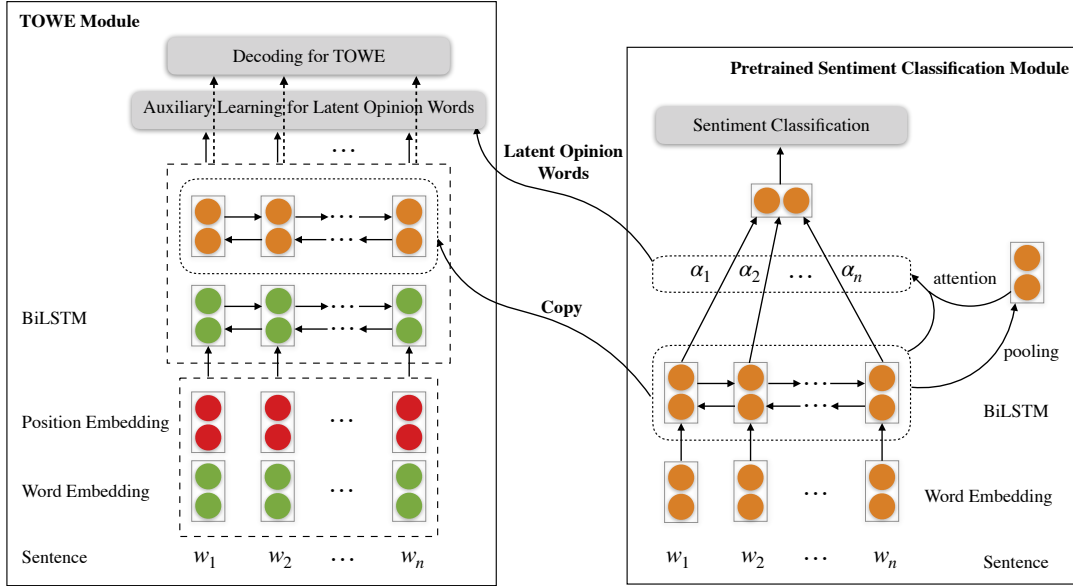 TOWE Module
Decoding for TOWE
Auxiliary Learning for Latent Opinion Words
...
BiLSTM
...
...
...
...
Position Embedding
...
Word Embedding
...
Sentence
w1 w2 ... wn
Latent Opinion
Words
Copy
Pretrained Sentiment Classification Module
Sentiment Classification
α1 α2 ... αn
attention
pooling
...
...
BiLSTM
...
Word Embedding
w1 w2 ... wn
Sentence